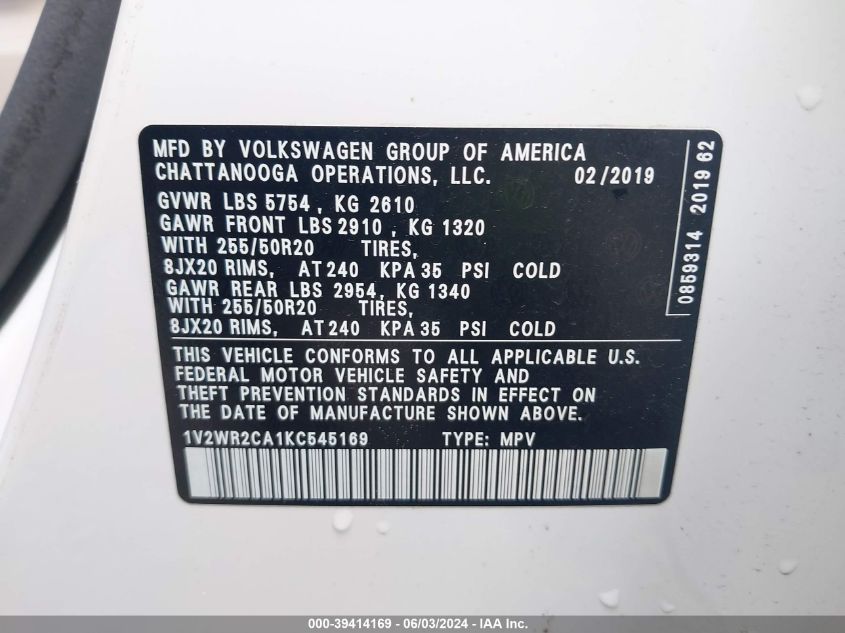 MFD BY VOLKSWAGEN GROUP OF AMERICA
CHATTANOOGA OPERATIONS, LLC. 02/2019
GVWR LBS 5754, KG 2610
GAWR FRONT LBS 2910, KG 1320
WITH 255/50R20 TIRES,
8JX20 RIMS, AT 240 KPA 35 PSI COLD
GAWR REAR LBS 2954, KG 1340
WITH 255/50R20 TIRES,
8JX20 RIMS, AT 240 KPA 35 PSI COLD
0859314 2019 62
THIS VEHICLE CONFORMS TO ALL APPLICABLE U.S.
FEDERAL MOTOR VEHICLE SAFETY AND
THEFT PREVENTION STANDARDS IN EFFECT ON
THE DATE OF MANUFACTURE SHOWN ABOVE.
1V2WR2CA1KC545169 TYPE: MPV
000-39414169 - 06/03/2024 - IAA Inc.